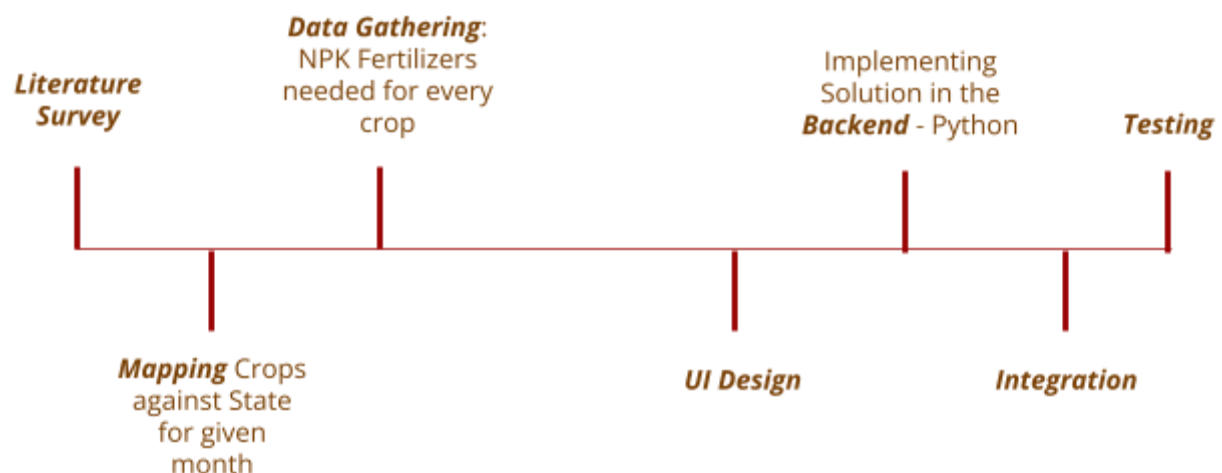 Literature
Survey
Data Gathering:
NPK Fertilizers
needed for every
crop
Implementing
Solution in the
Backend - Python
Testing
Mapping Crops
against State
for given
month
UI Design
Integration